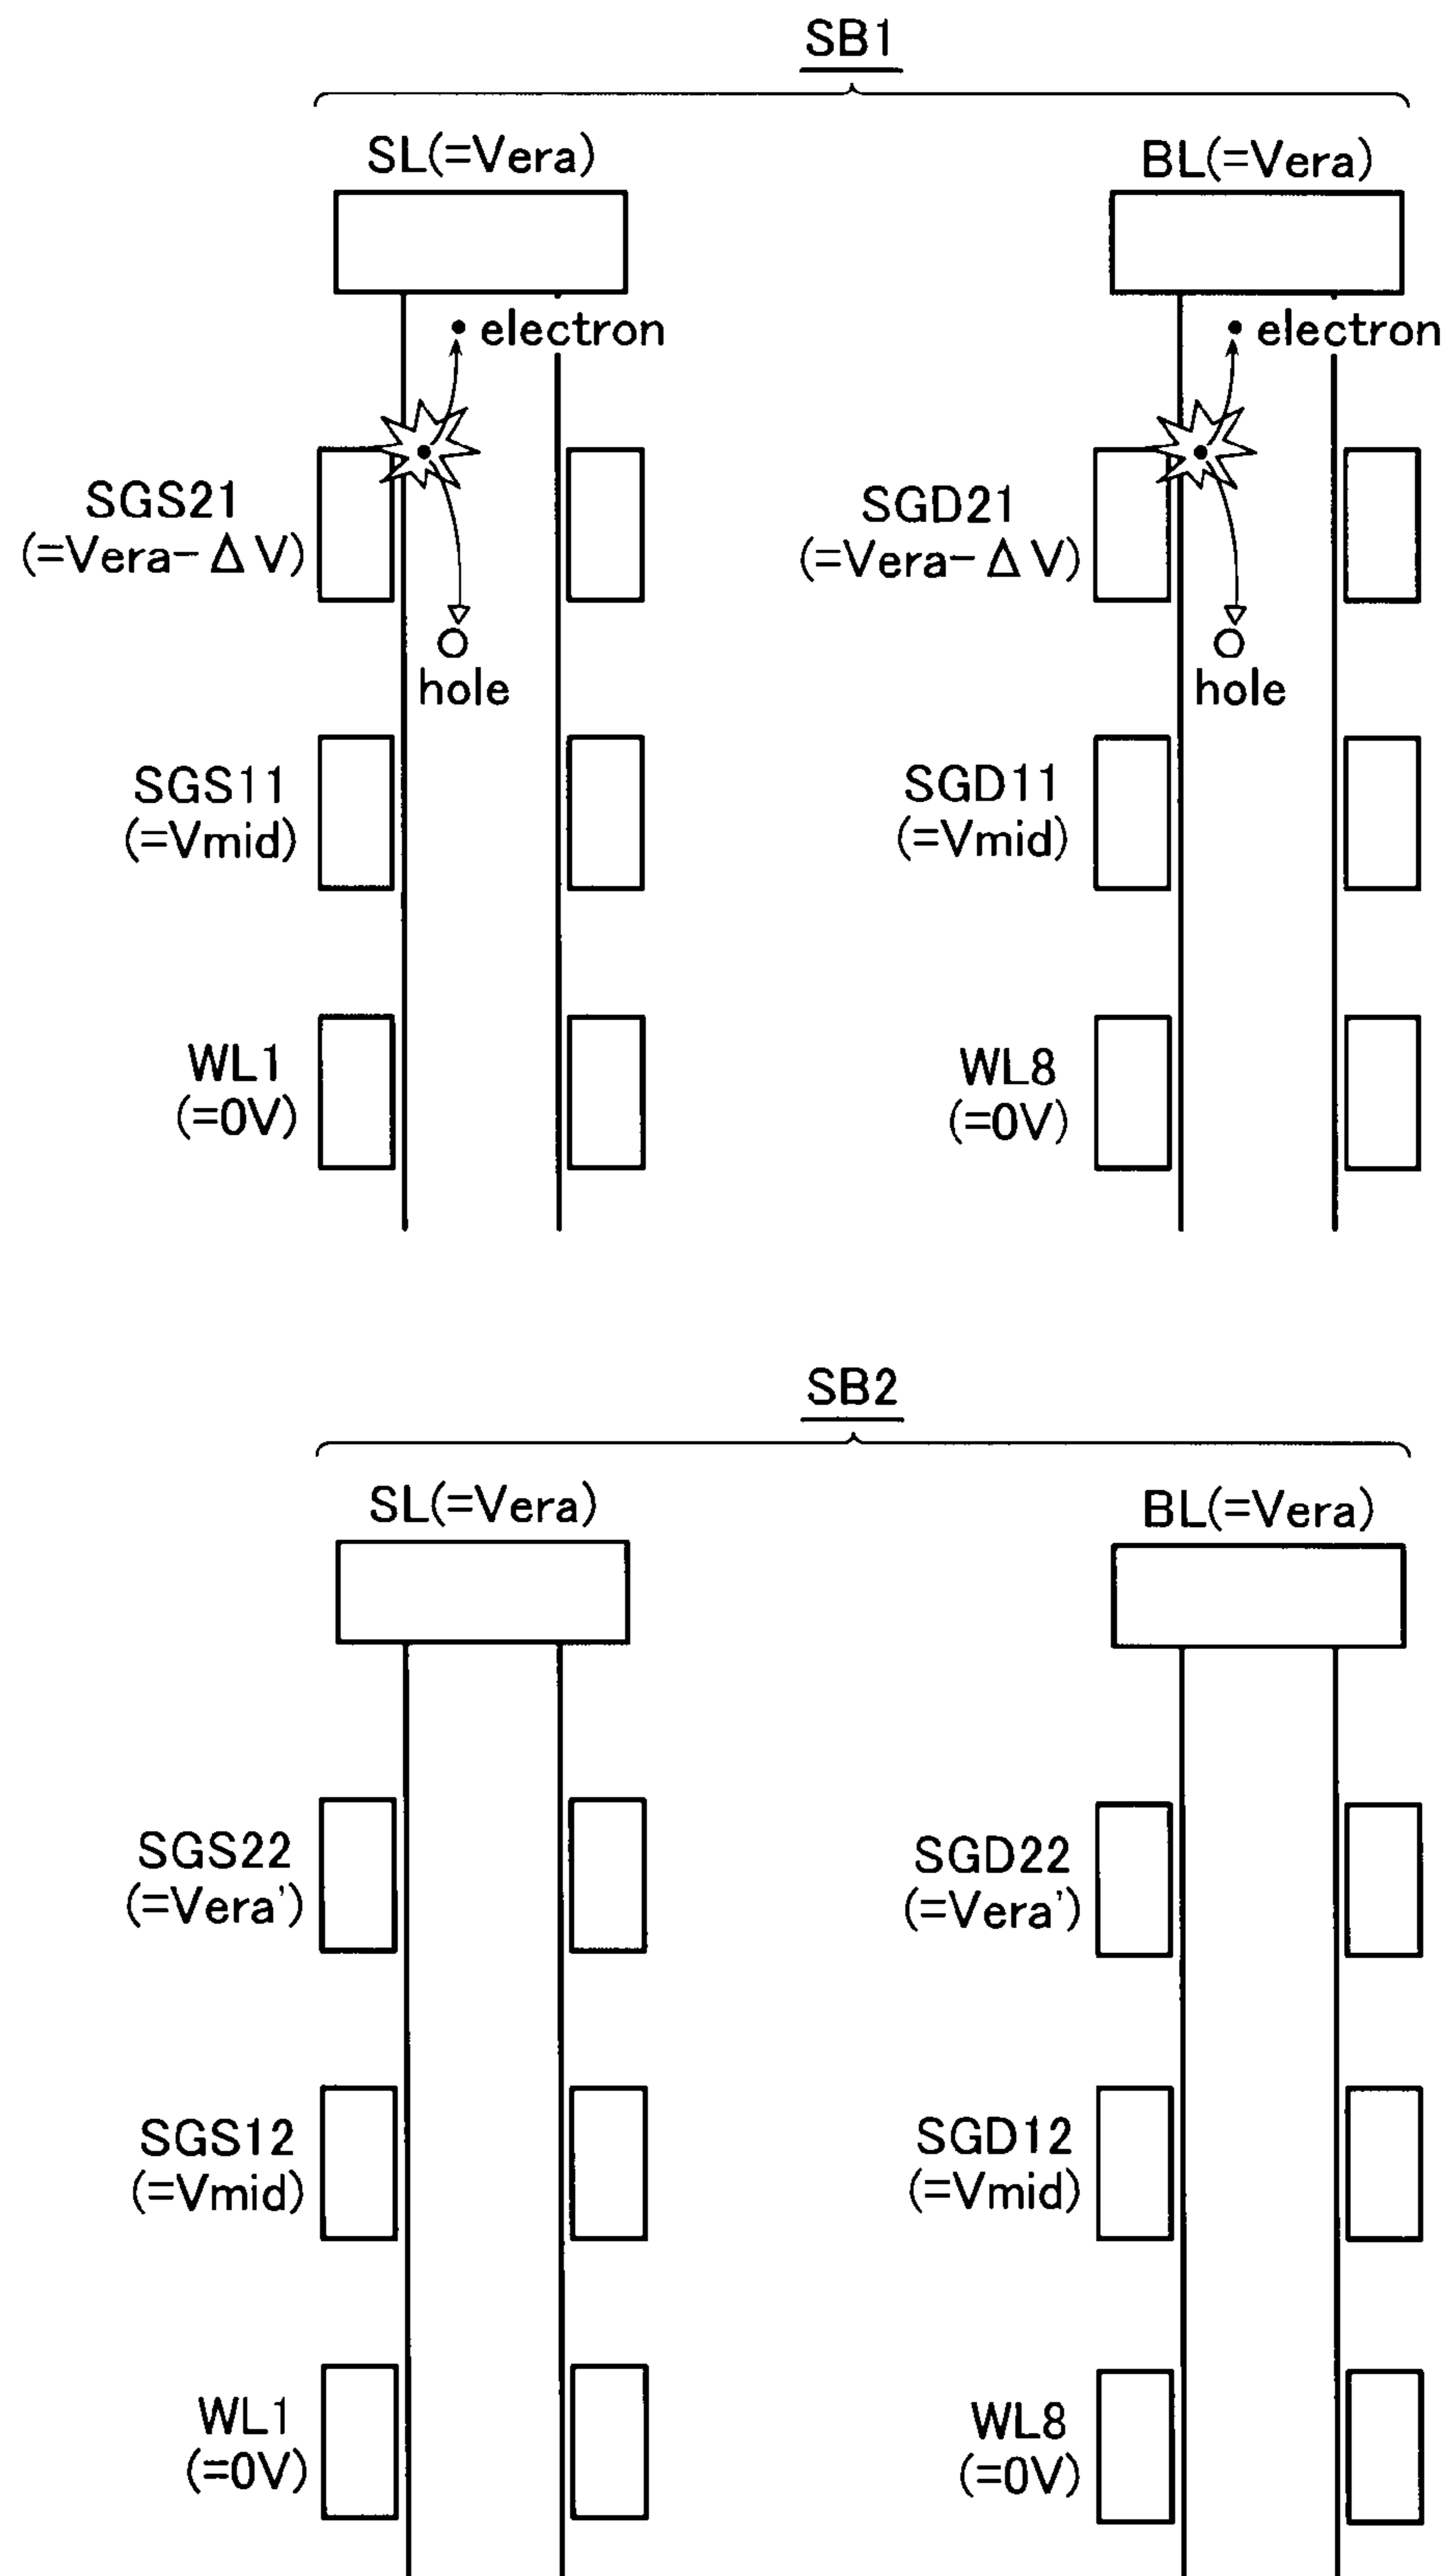 SB1
SL(=Vera)
BL(=Vera)
electron
electron
SGS21
(=Vera-ΔV)
SGD21
(=Vera-ΔV)
hole
hole
SGS11
(=Vmid)
SGD11
(=Vmid)
WL1
(=0V)
WL8
(=0V)
SB2
SL(=Vera)
BL(=Vera)
SGS22
(=Vera')
SGD22
(=Vera')
SGS12
(=Vmid)
SGD12
(=Vmid)
WL1
(=0V)
WL8
(=0V)